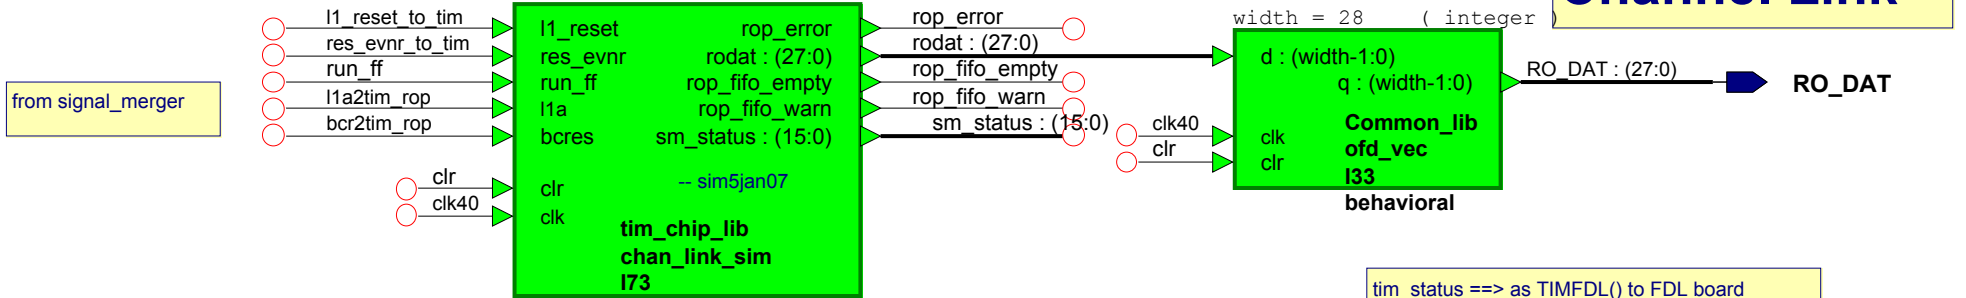 Channel Link
from signal_merger
l1_reset_to_tim
res_evnr_to_tim
run_ff
l1a2tim_rop
bcr2tim_rop
clr
clk40
l1_reset
res_evnr
run_ff
l1a
bcres
clr
clk
rop_error
rodat : (27:0)
rop_fifo_empty
rop_fifo_warn
sm_status : (15:0)
-- sim5jan07
tim_chip_lib
chan_link_sim
I73
rop_error
rodat : (27:0)
rop_fifo_empty
rop_fifo_warn
sm_status : (15:0)
width = 28 ( integer )
clk40
clr
d : (width-1:0)
q : (width-1:0)
clk
clr
Common_lib
ofd_vec
I33
behavioral
RO_DAT : (27:0)
RO_DAT
tim_status ==> as TIMFDL() to FDL board